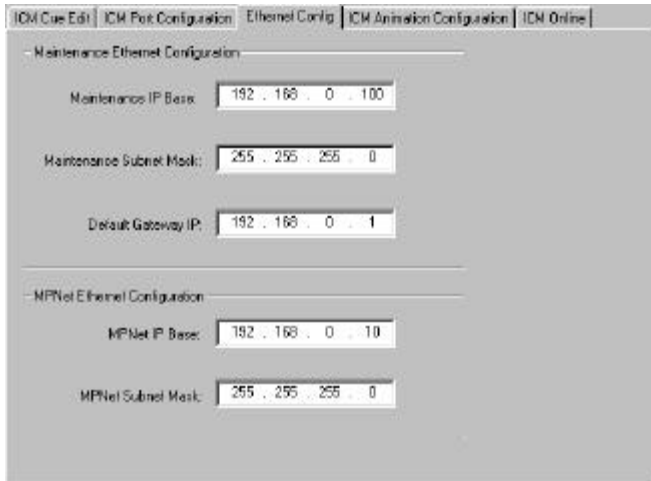 ICM Cue Edit ICM Port Configuration Ethernet Config ICM Animation Configuration ICM Online
Maintenance Ethernet Configuration
Maintenance IP Base: 192 . 168 . 0 . 100
Maintenance Subnet Mask: 255 . 255 . 255 . 0
Default Gateway IP: 192 . 168 . 0 . 1
MPNet Ethernet Configuration
MPNet IP Base: 192 . 168 . 0 . 10
MPNet Subnet Mask: 255 . 255 . 255 . 0